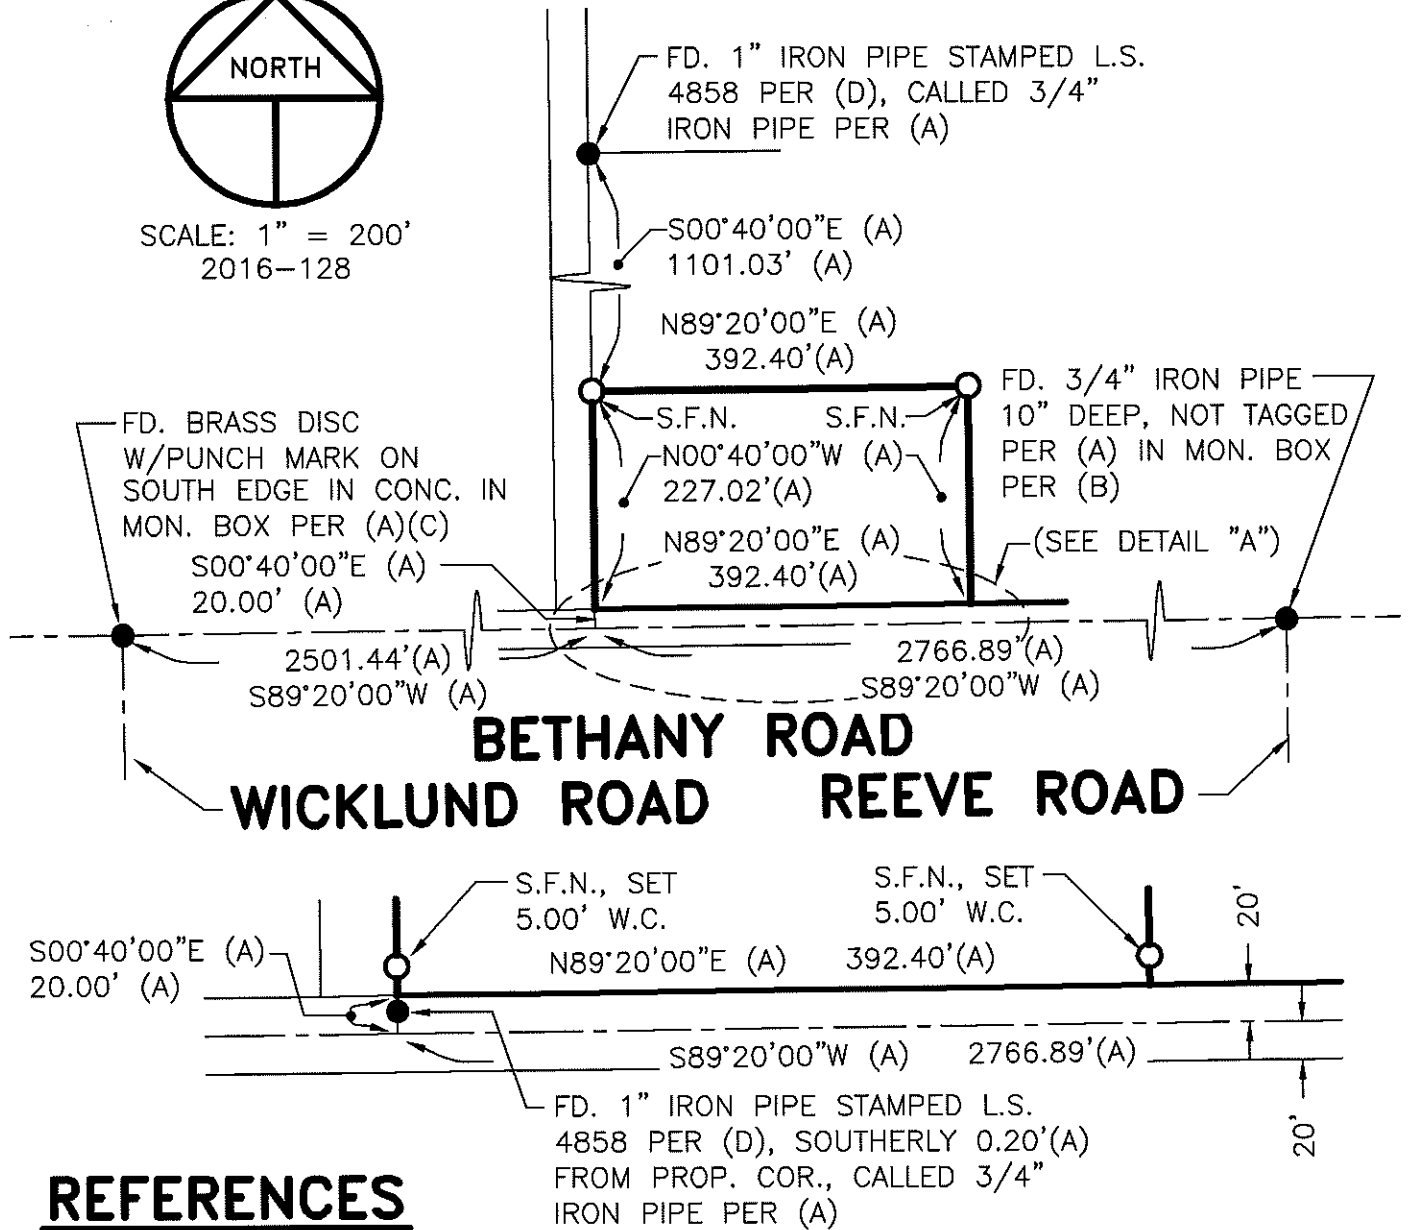 NORTH
SCALE: 1" = 200'
2016-128
FD. 1" IRON PIPE STAMPED L.S.
4858 PER (D), CALLED 3/4"
IRON PIPE PER (A)
S00°40'00"E (A)
1101.03' (A)
N89°20'00"E (A)
392.40'(A)
FD. 3/4" IRON PIPE
10" DEEP, NOT TAGGED
PER (A) IN MON. BOX
PER (B)
FD. BRASS DISC
W/PUNCH MARK ON
SOUTH EDGE IN CONC. IN
MON. BOX PER (A)(C)
S.F.N.
S.F.N.
N00°40'00"W (A)
227.02'(A)
N89°20'00"E (A)
392.40'(A)
(SEE DETAIL "A")
S00°40'00"E (A)
20.00' (A)
2501.44'(A)
S89°20'00"W (A)
2766.89'(A)
S89°20'00"W (A)
BETHANY ROAD
WICKLUND ROAD
REEVE ROAD
S.F.N., SET
5.00' W.C.
S.F.N., SET
5.00' W.C.
20'
S00°40'00"E (A)
20.00' (A)
N89°20'00"E (A)
392.40'(A)
S89°20'00"W (A)
2766.89'(A)
20'
FD. 1" IRON PIPE STAMPED L.S.
4858 PER (D), SOUTHERLY 0.20'(A)
FROM PROP. COR., CALLED 3/4"
IRON PIPE PER (A)
REFERENCES